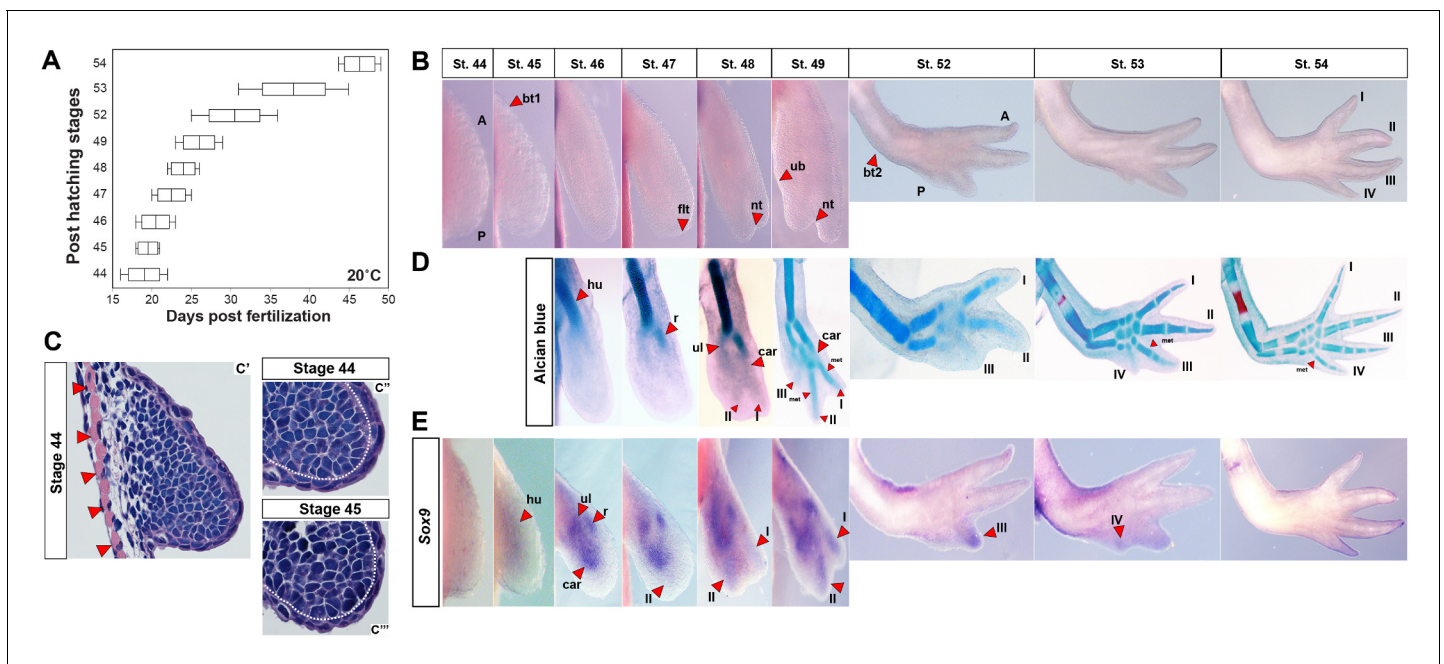 A
Post hatching stages
54
53
52
49
48
47
46
45
44
20°C
15 20 25 30 35 40 45 50
Days post fertilization
B
St. 44 St. 45 St. 46 St. 47 St. 48 St. 49 St. 52 St. 53 St. 54
A
P
bt1
flt
nt
ub
nt
bt2
A
P
I
II
III
IV
C
Stage 44
C'
Stage 44
C''
Stage 45
C'''
D
Alcian blue
hu
r
ul
car
II
I
car
met
III
met
I
II
I
II
III
I
II
met
III
IV
I
II
III
met
IV
E
Sox9
hu
ul
r
car
II
I
II
I
II
III
IV